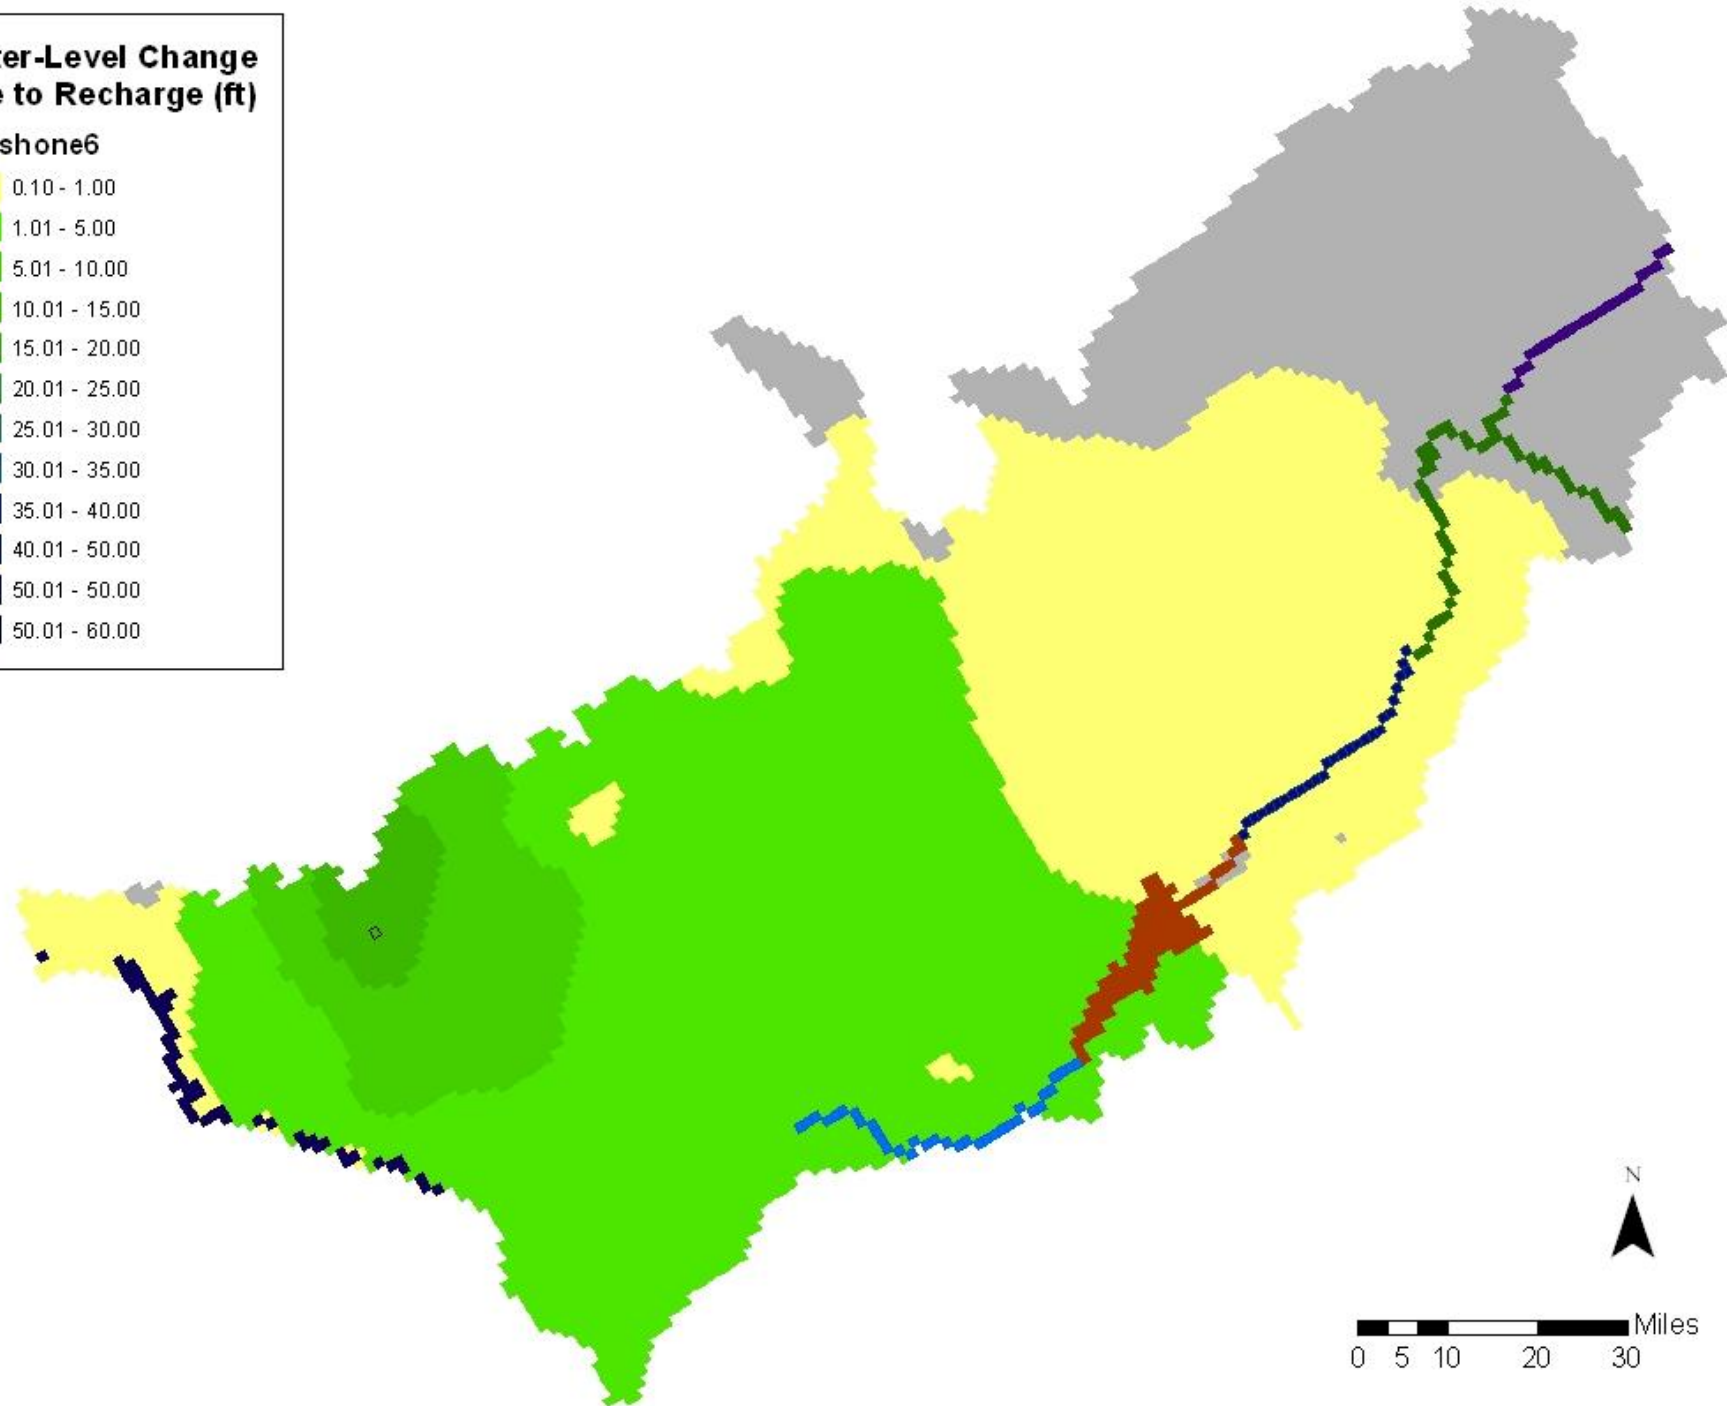 ter-Level Change
e to Recharge (ft)
shone6
0.10 - 1.00
1.01 - 5.00
5.01 - 10.00
10.01 - 15.00
15.01 - 20.00
20.01 - 25.00
25.01 - 30.00
30.01 - 35.00
35.01 - 40.00
40.01 - 50.00
50.01 - 50.00
50.01 - 60.00
N
Miles
0 5 10 20 30